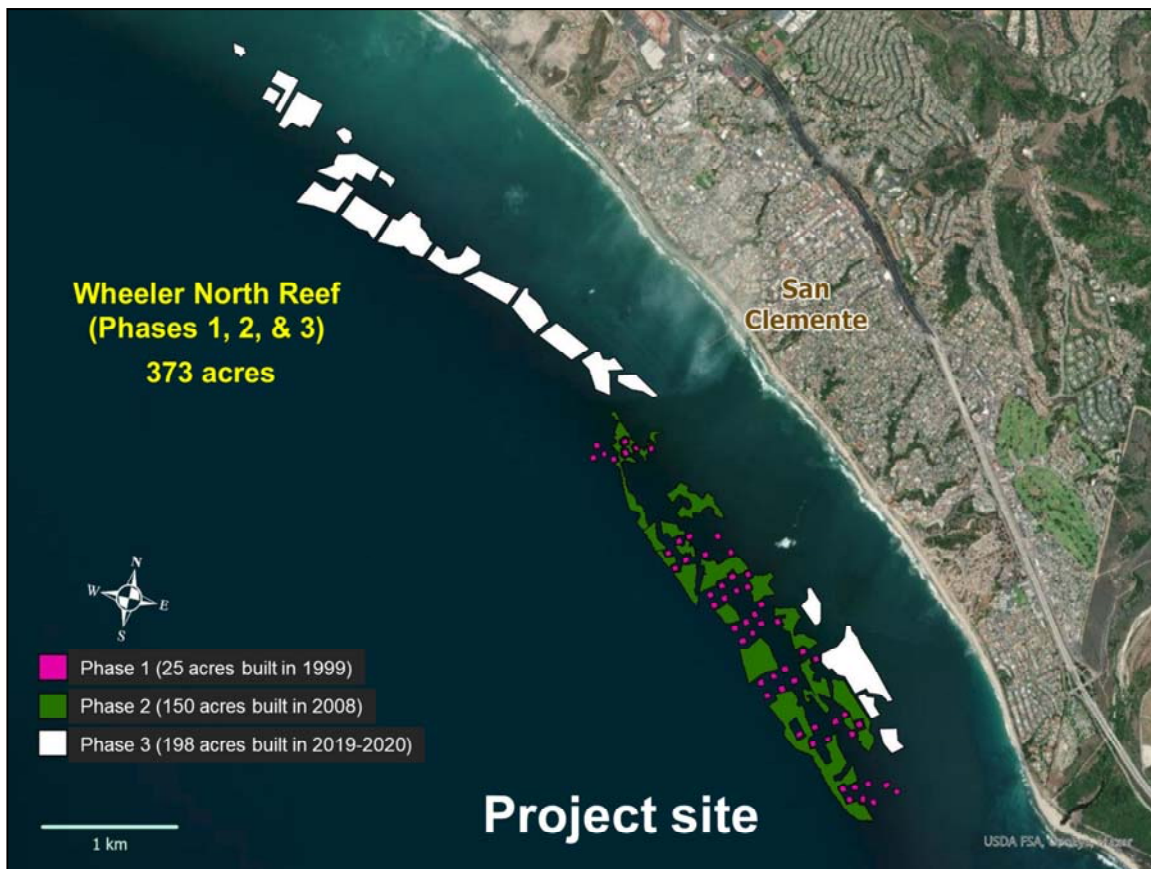 Wheeler North Reef
(Phases 1, 2, & 3)
373 acres
San
Clemente
N
W
E
S
Phase 1 (25 acres built in 1999)
Phase 2 (150 acres built in 2008)
Phase 3 (198 acres built in 2019-2020)
1 km
Project site
USDA FSA,